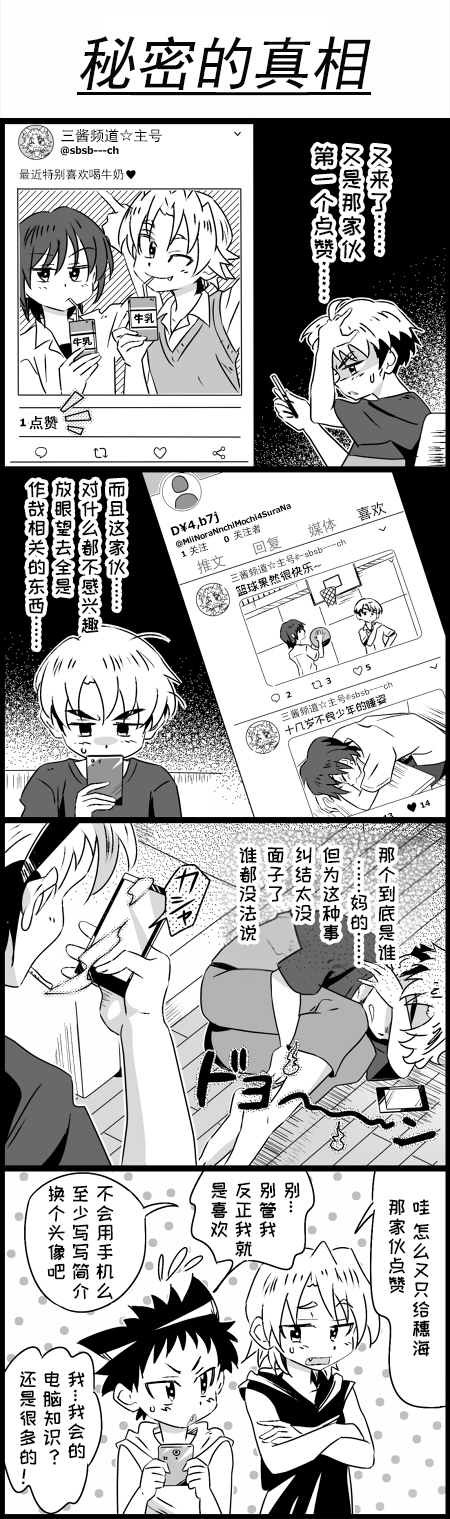 秘密的真相
三酱频道☆主号
@sbsb---ch
最近特别喜欢喝牛奶♥
牛乳
牛乳
1 点赞
又来了……
又是那家伙
第一个点赞……
而且这家伙……
对什么都不感兴趣
放眼望去全是
作哉相关的东西……
D¥4,b7j
@MiiNoraNnchiMochi4SuraNa
1 关注 0 关注者
推文 回复 媒体 喜欢
三酱频道☆主号@sbsb---ch
篮球果然很快乐~
2 3 5
三酱频道☆主号@sbsb---ch
十几岁不良少年的睡姿
13 14
那个到底是谁
……妈的……
但为这种事
纠结太没
面子了
谁都没法说
カシャ
ドヨ~~~ン
哇 怎么又只给穗海
那家伙点赞
别…
别管我
反正我就
是喜欢
不会用手机么
至少写写简介
换个头像吧
我…我会的
电脑知识?
还是很多的!